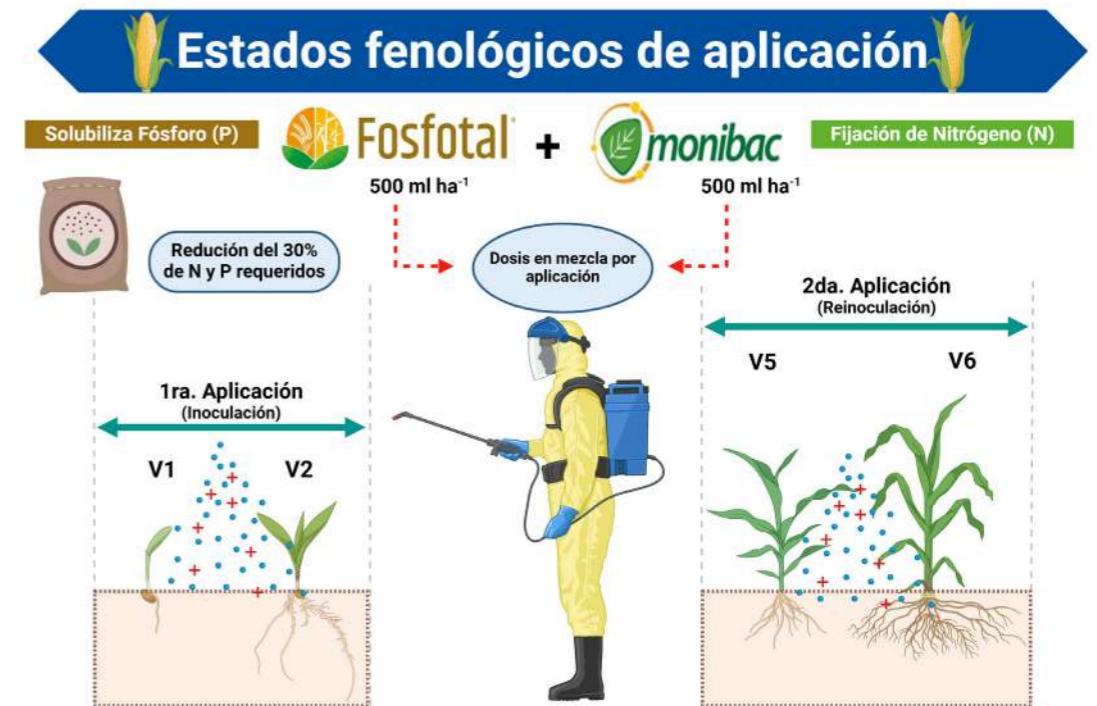 Estados fenológicos de aplicación
Solubiliza Fósforo (P)
Fosfotal®
+
monibac
Fijación de Nitrógeno (N)
500 ml ha⁻¹
500 ml ha⁻¹
Redución del 30%
de N y P requeridos
Dosis en mezcla por
aplicación
2da. Aplicación
(Reinoculación)
V5
V6
1ra. Aplicación
(Inoculación)
V1
V2